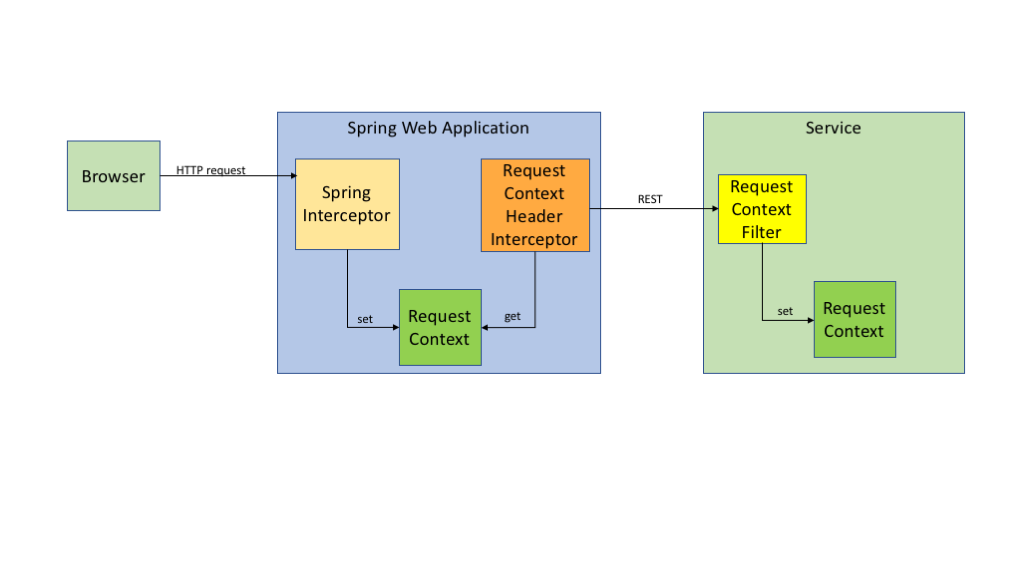 Spring Web Application
Service
Browser
HTTP request
Spring
Interceptor
Request
Context
Header
Interceptor
REST
Request
Context
Filter
set
Request
Context
get
set
Request
Context